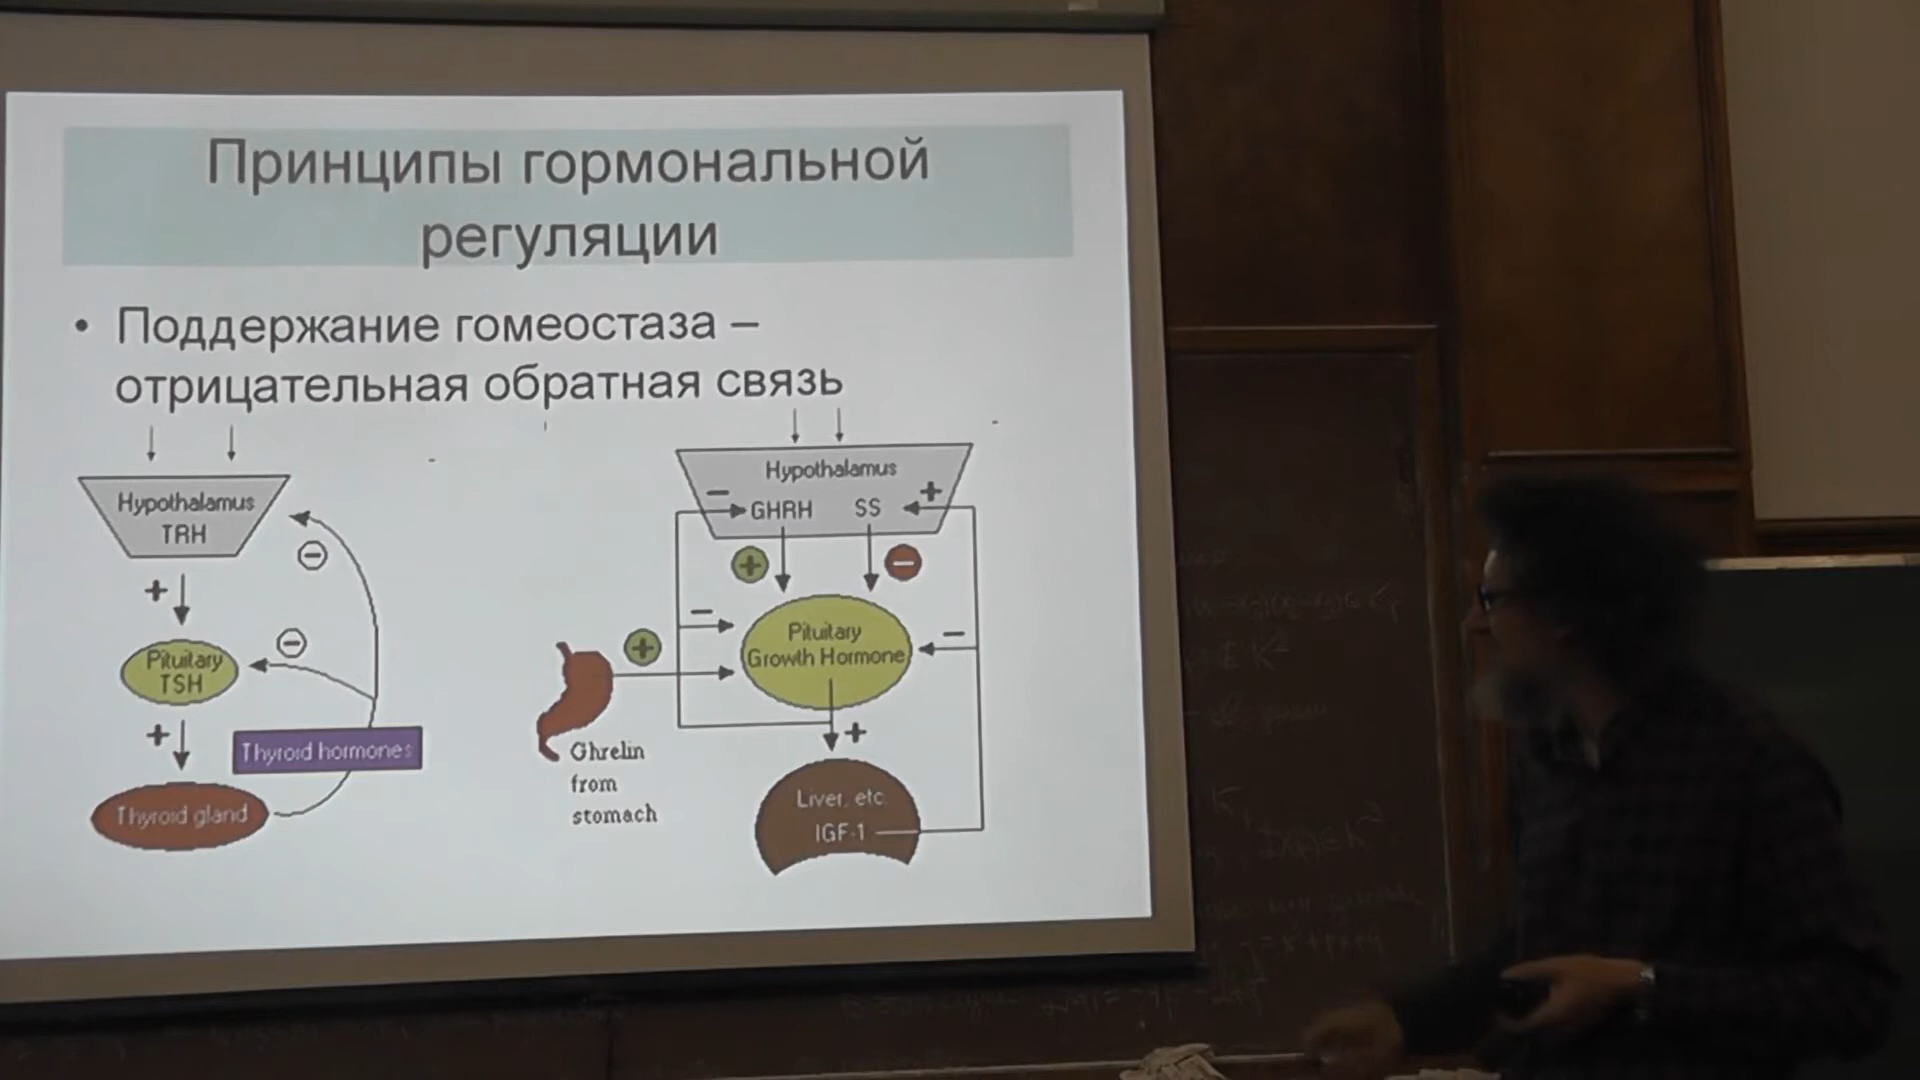 Принципы гормональной
регуляции
• Поддержание гомеостаза –
отрицательная обратная связь
Hypothalamus
TRH
+
Pituitary
TSH
+
Thyroid hormones
Thyroid gland
Hypothalamus
GHRH SS
Pituitary
Growth Hormone
+
Ghrelin
from
stomach
Liver, etc.
IGF-1